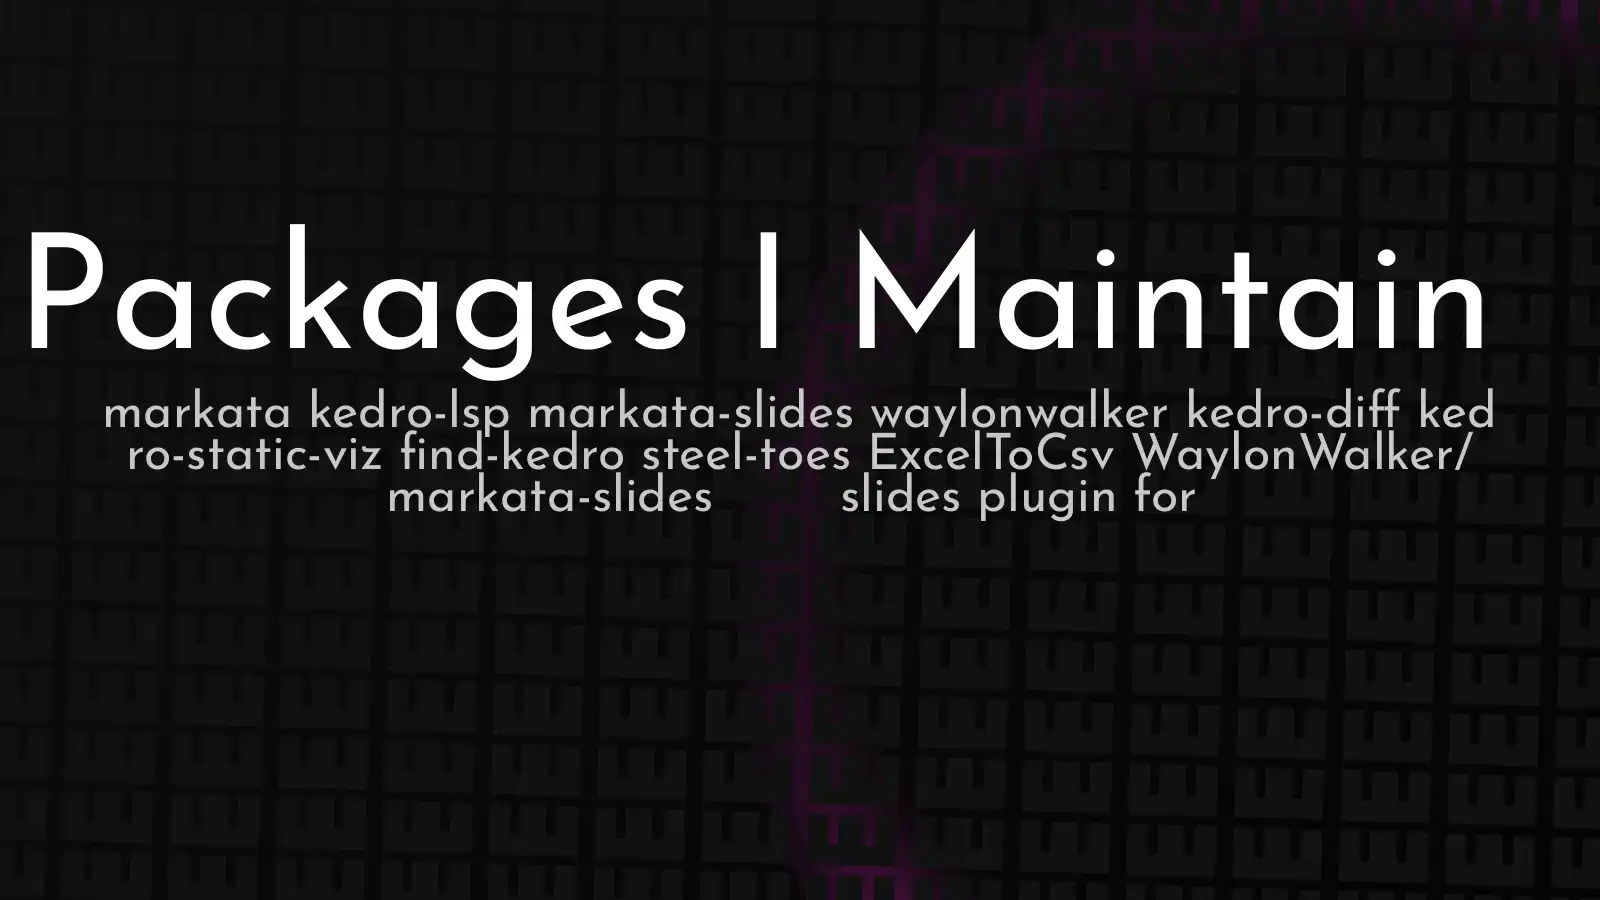 Packages I Maintain
markata kedro-lsp markata-slides waylonwalker kedro-diff ked
ro-static-viz find-kedro steel-toes ExcelToCsv WaylonWalker/
markata-slides slides plugin for